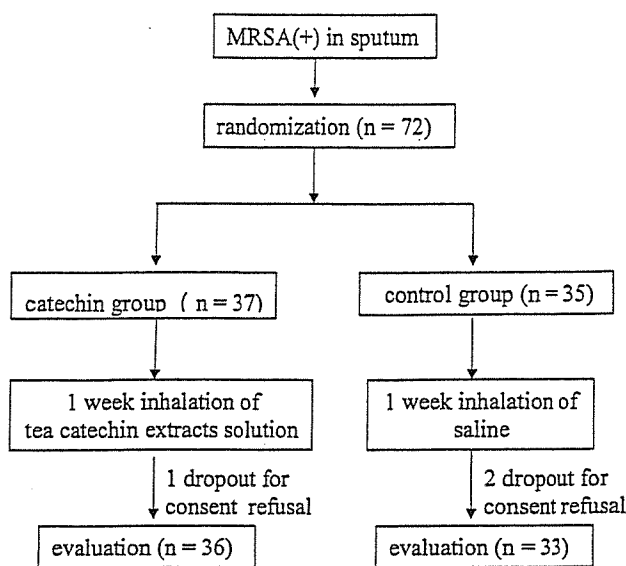 MRSA(+) in sputum
randomization (n = 72)
catechin group ( n = 37)
control group (n = 35)
1 week inhalation of
tea catechin extracts solution
1 week inhalation of
saline
1 dropout for
consent refusal
2 dropout for
consent refusal
evaluation (n = 36)
evaluation (n = 33)